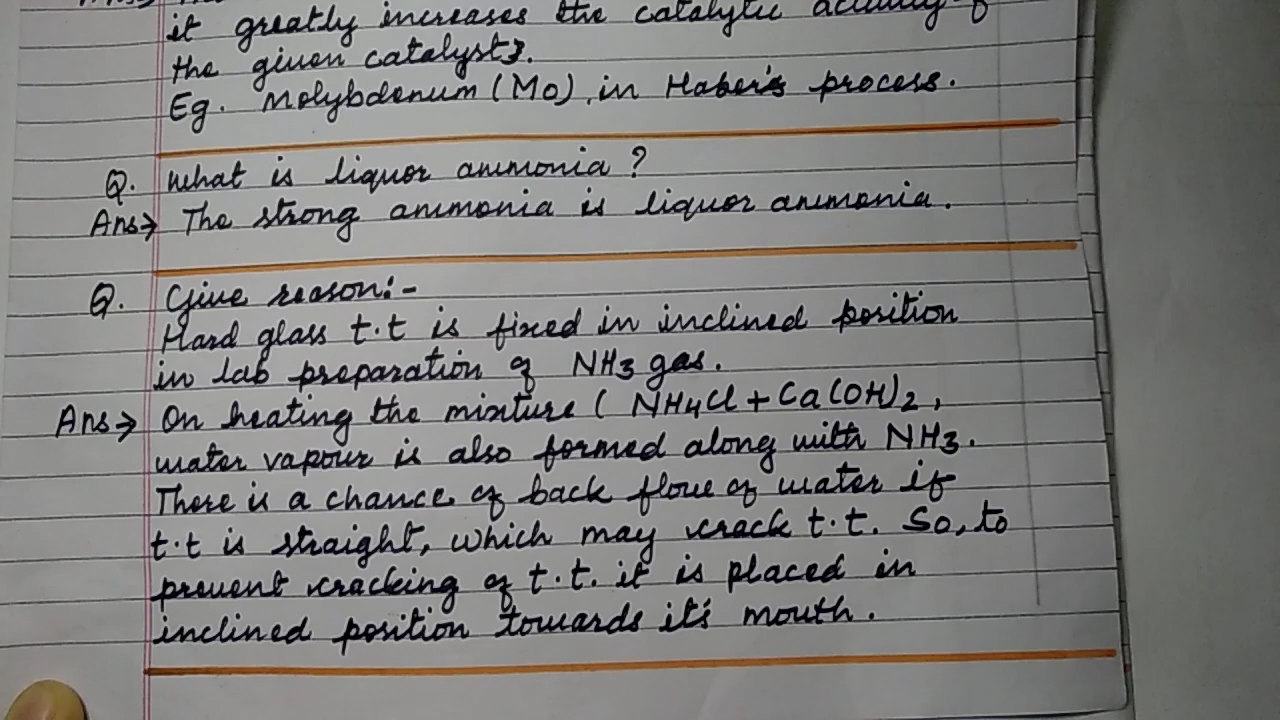 it greatly increases the catalytic activity of
the given catalyst}.
Eg. Molybdenum (Mo), in Haber's process.
Q. What is liquor ammonia ?
Ans→ The strong ammonia is liquor ammonia.
Q. Give reason:-
Hard glass t.t is fixed in inclined position
in lab preparation of NH3 gas.
Ans→ On heating the mixture ( NH4Cl + Ca(OH)2,
water vapour is also formed along with NH3.
There is a chance of back flow of water if
t.t is straight, which may crack t.t. So, to
prevent cracking of t.t. it is placed in
inclined position towards it's mouth.